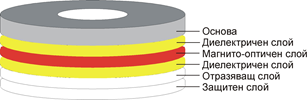 Основа
Диелектричен слой
Магнито-оптичен слой
Диелектричен слой
Отразяващ слой
Защитен слой